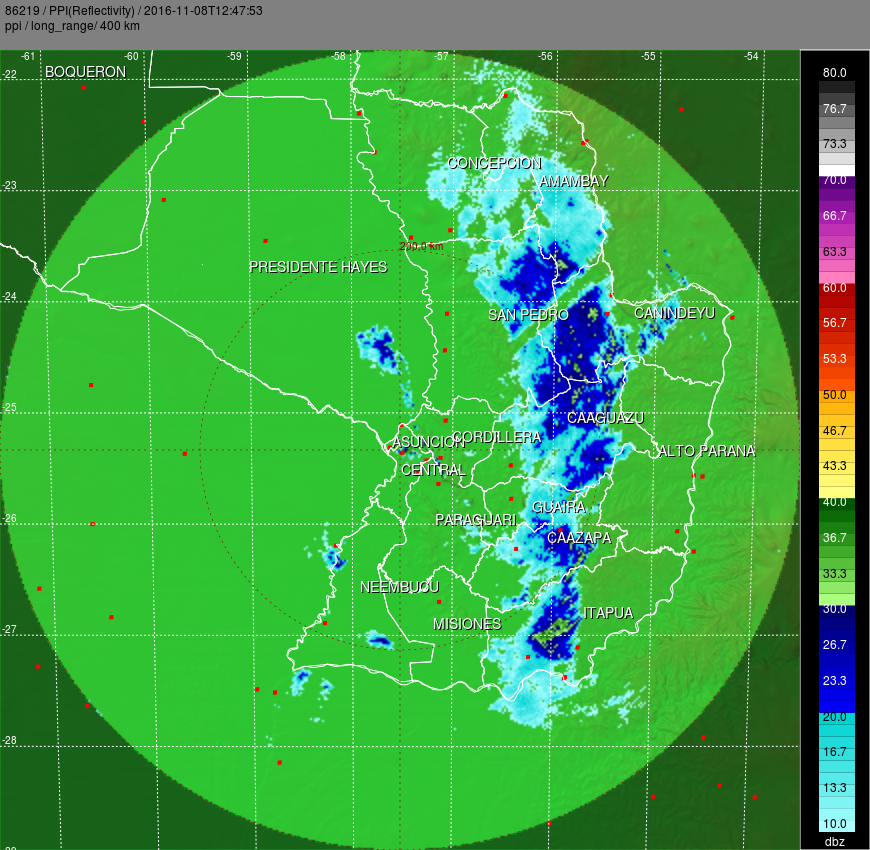 86219 / PPI(Reflectivity) / 2016-11-08T12:47:53
ppi / long_range/ 400 km
-61 -60 -59 -58 -57 -56 -55 -54
BOQUERON
80.0
-22
76.7
73.3
CONCEPCION
AMAMBAY
70.0
-23
66.7
200.0 km
63.3
PRESIDENTE HAYES
60.0
-24
SAN PEDRO
CANINDEYU
56.7
53.3
50.0
-25
CAAGUAZU
46.7
ASUNCION
CORDILLERA
ALTO PARANA
43.3
CENTRAL
40.0
GUAIRA
-26
PARAGUARI
CAAZAPA
36.7
33.3
NEEMBUCU
30.0
ITAPUA
MISIONES
-27
26.7
23.3
20.0
-28
16.7
13.3
10.0
dbz